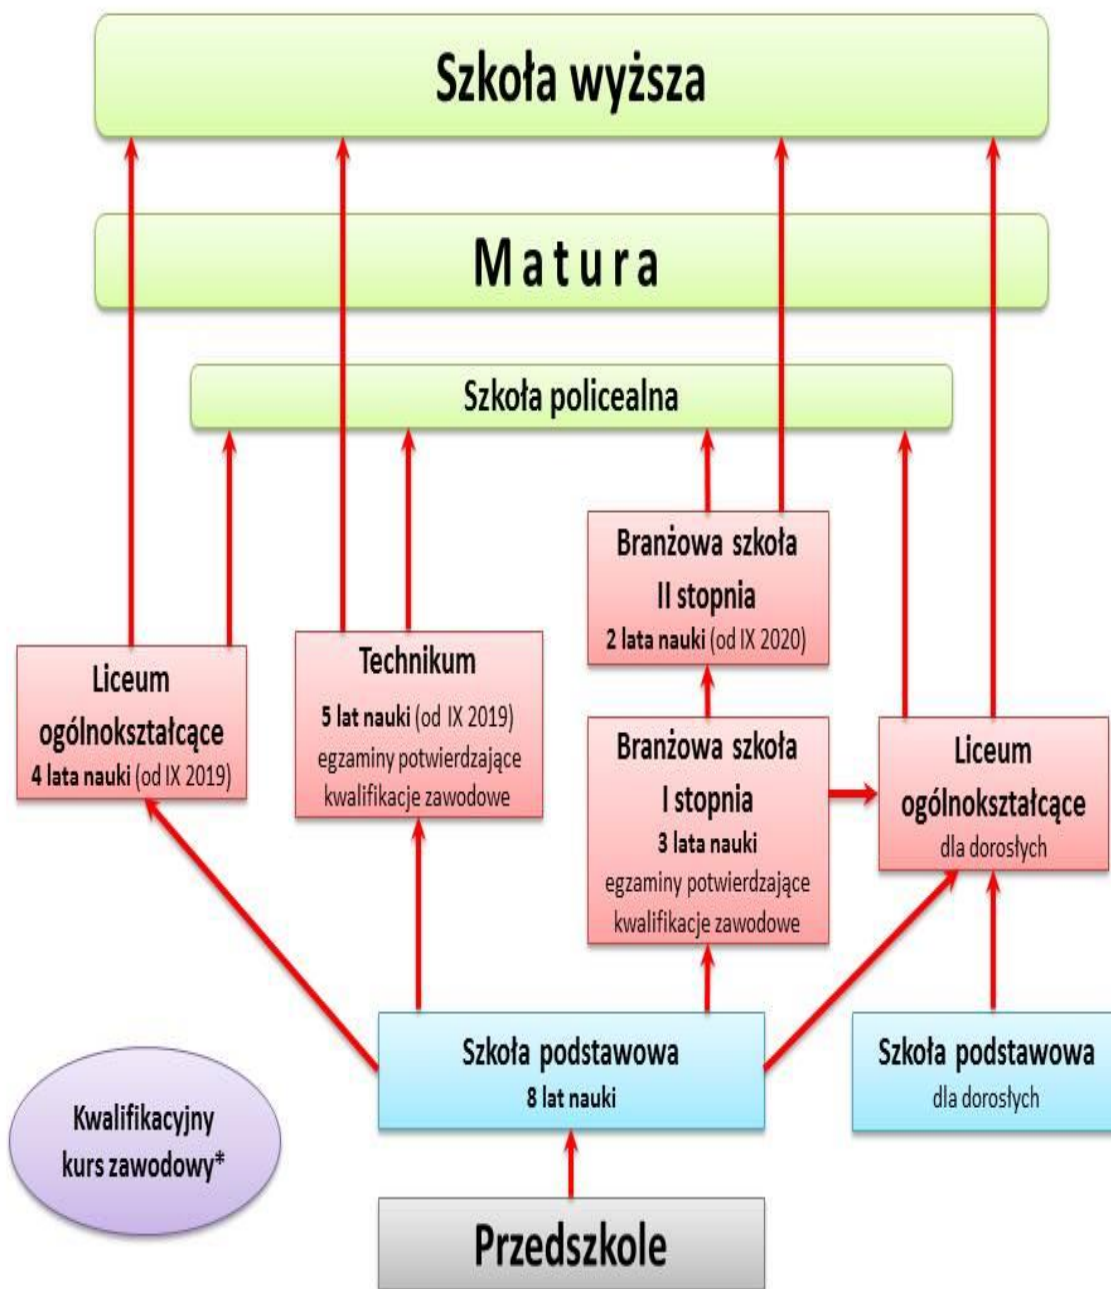 Szkoła wyższa
Matura
Szkoła policealna
Branżowa szkoła
II stopnia
2 lata nauki (od IX 2020)
Liceum
ogólnokształcące
4 lata nauki (od IX 2019)
Technikum
5 lat nauki (od IX 2019)
egzaminy potwierdzające
kwalifikacje zawodowe
Branżowa szkoła
I stopnia
3 lata nauki
egzaminy potwierdzające
kwalifikacje zawodowe
Liceum
ogólnokształcące
dla dorosłych
Szkoła podstawowa
8 lat nauki
Szkoła podstawowa
dla dorosłych
Kwalifikacyjny
kurs zawodowy*
Przedszkole